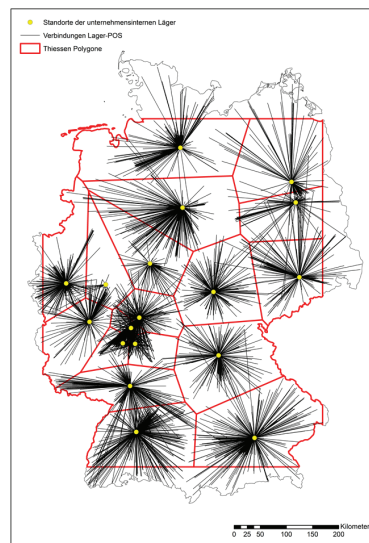 Standorte der unternehmensinternen Läger
Verbindungen Lager-POS
Thiessen Polygone
Kilometer
0 25 50 100 150 200